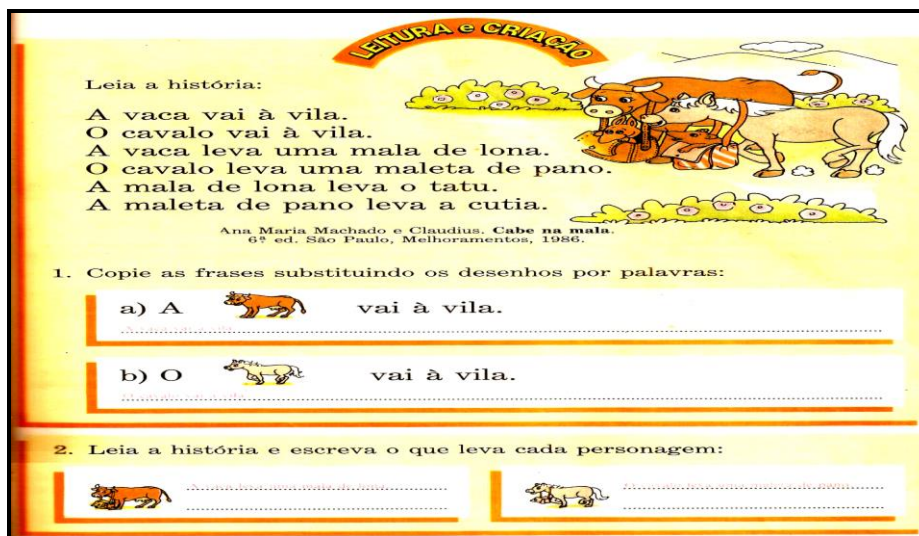 LEITURA e CRIAÇÃO
Leia a história:
A vaca vai à vila.
O cavalo vai à vila.
A vaca leva uma mala de lona.
O cavalo leva uma maleta de pano.
A mala de lona leva o tatu.
A maleta de pano leva a cutia.
Ana Maria Machado e Claudius. Cabe na mala.
6ª ed. São Paulo, Melhoramentos, 1986.
1. Copie as frases substituindo os desenhos por palavras:
a) A vai à vila.
b) O vai à vila.
2. Leia a história e escreva o que leva cada personagem: